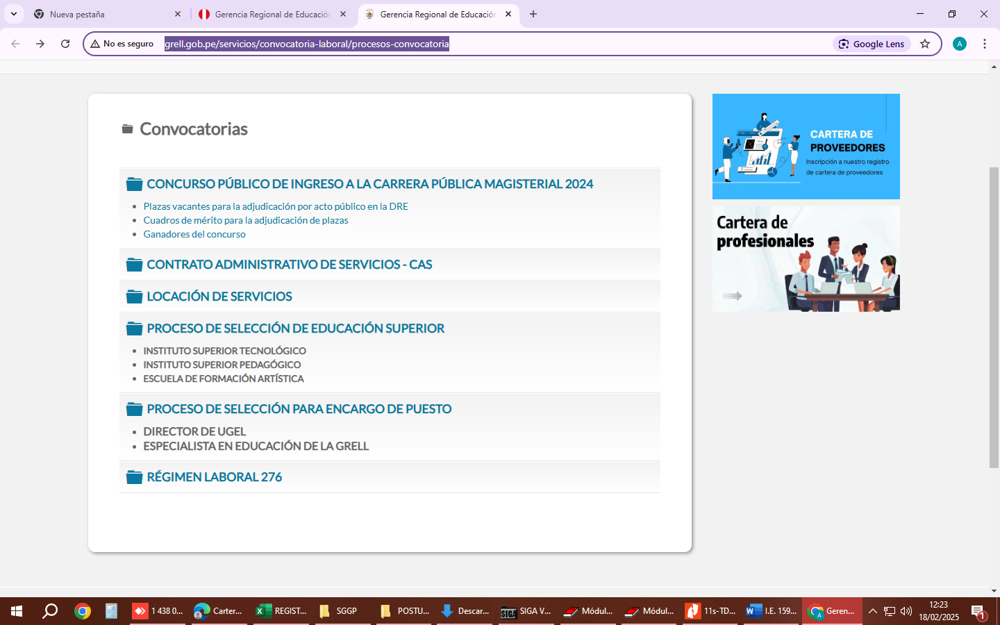 Nueva pestaña
Gerencia Regional de Educación
Gerencia Regional de Educación
No es seguro
grell.gob.pe/servicios/convocatoria-laboral/procesos-convocatoria
Google Lens
A
Convocatorias
CONCURSO PÚBLICO DE INGRESO A LA CARRERA PÚBLICA MAGISTERIAL 2024
Plazas vacantes para la adjudicación por acto público en la DRE
Cuadros de mérito para la adjudicación de plazas
Ganadores del concurso
CONTRATO ADMINISTRATIVO DE SERVICIOS - CAS
LOCACIÓN DE SERVICIOS
PROCESO DE SELECCIÓN DE EDUCACIÓN SUPERIOR
INSTITUTO SUPERIOR TECNOLÓGICO
INSTITUTO SUPERIOR PEDAGÓGICO
ESCUELA DE FORMACIÓN ARTÍSTICA
PROCESO DE SELECCIÓN PARA ENCARGO DE PUESTO
DIRECTOR DE UGEL
ESPECIALISTA EN EDUCACIÓN DE LA GRELL
RÉGIMEN LABORAL 276
CARTERA DE
PROVEEDORES
Inscripción a nuestro registro
de cartera de proveedores
Cartera de
profesionales
1 438 0...
Carter...
REGIST...
SGGP
POSTU...
Descar...
SIGA
SIGA V...
Módul...
Módul...
11s-TD...
I.E. 159...
A
Geren...
12:23
18/02/2025
1